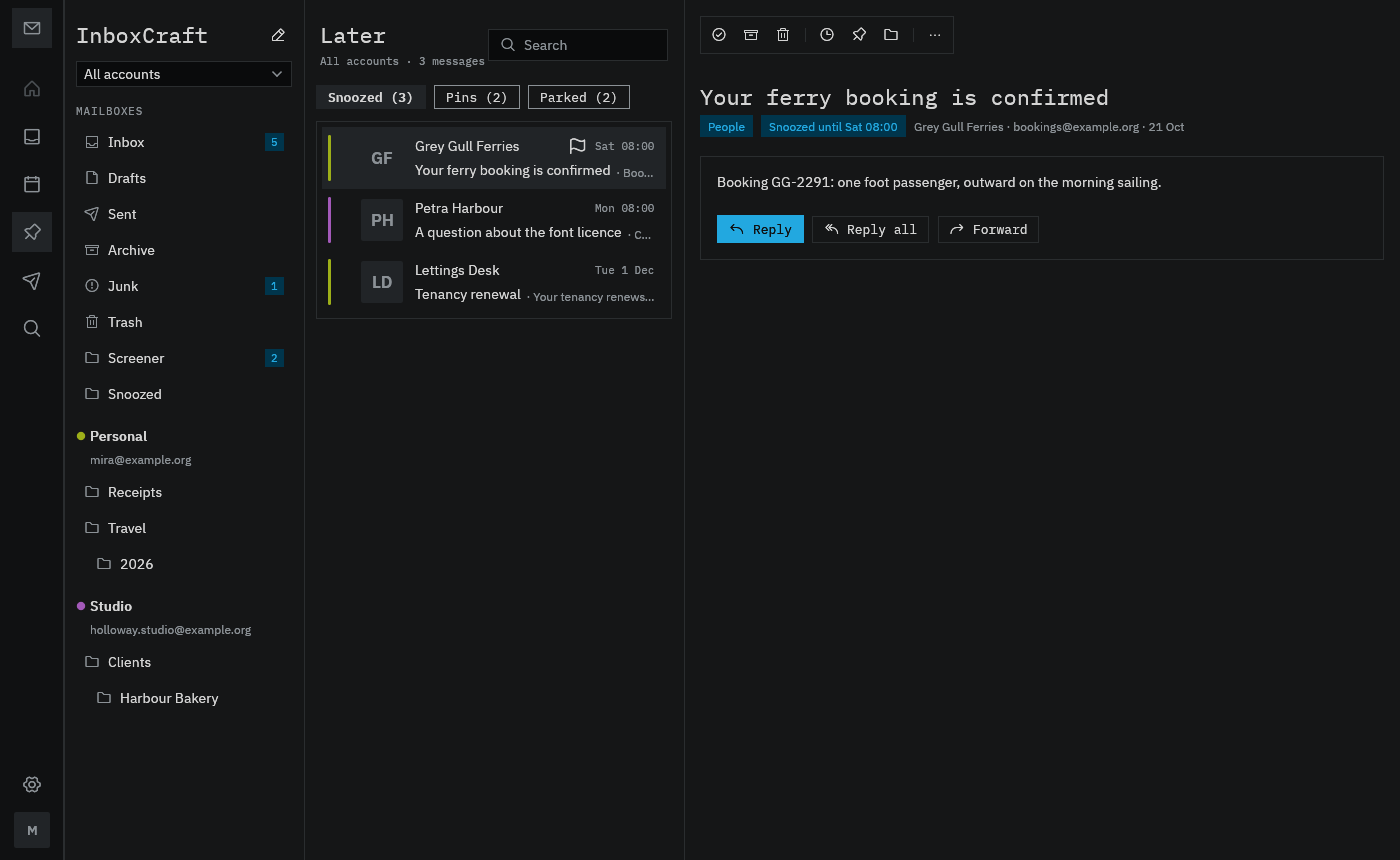 InboxCraft
All accounts
MAILBOXES
Inbox 5
Drafts
Sent
Archive
Junk 1
Trash
Screener 2
Snoozed
Personal
mira@example.org
Receipts
Travel
2026
Studio
holloway.studio@example.org
Clients
Harbour Bakery
M
Later
All accounts · 3 messages
Search
Snoozed (3) Pins (2) Parked (2)
GF Grey Gull Ferries Sat 08:00
Your ferry booking is confirmed · Boo…
PH Petra Harbour Mon 08:00
A question about the font licence · C…
LD Lettings Desk Tue 1 Dec
Tenancy renewal · Your tenancy renews…
Your ferry booking is confirmed
People Snoozed until Sat 08:00 Grey Gull Ferries · bookings@example.org · 21 Oct
Booking GG-2291: one foot passenger, outward on the morning sailing.
Reply Reply all Forward